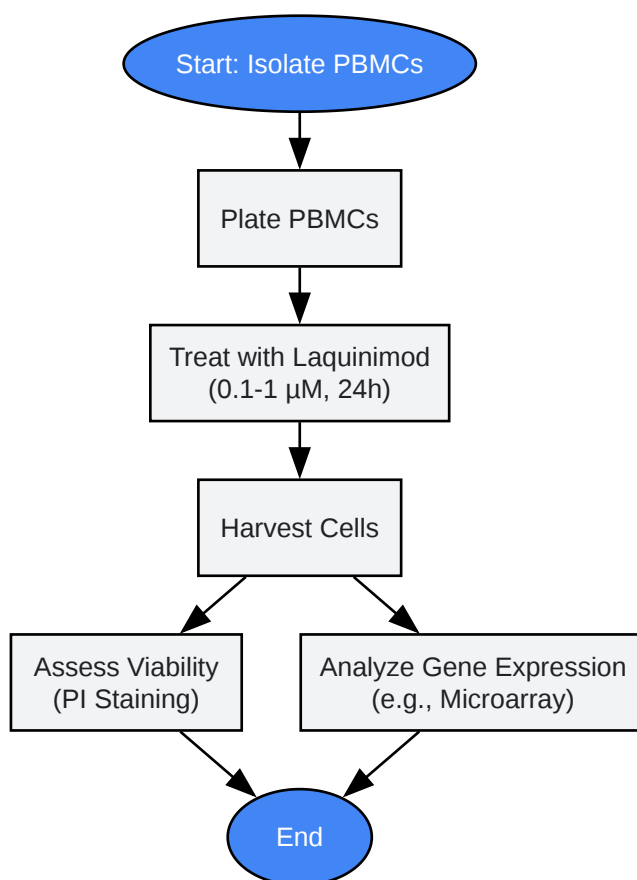 Start: Isolate PBMCs
Plate PBMCs
Treat with Laquinimod
(0.1-1 µM, 24h)
Harvest Cells
Assess Viability
(PI Staining)
Analyze Gene Expression
(e.g., Microarray)
End